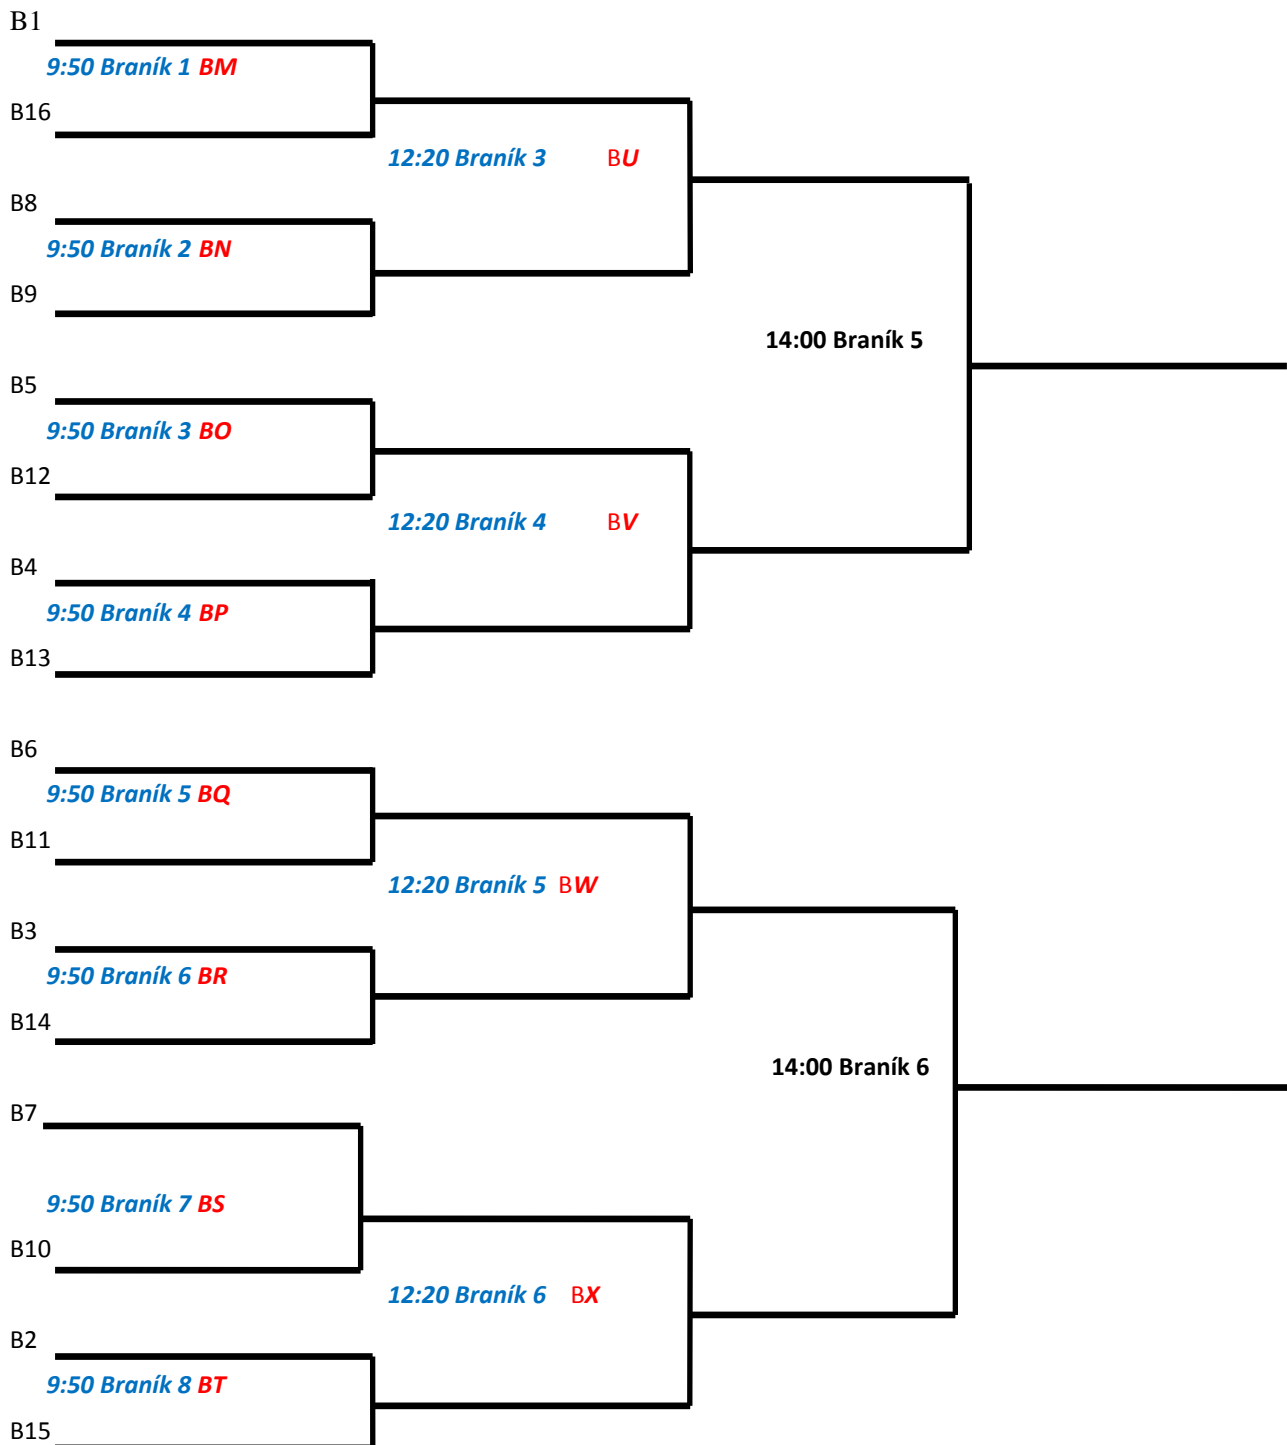 B1
9:50 Braník 1 BM
B16
12:20 Braník 3 BU
B8
9:50 Braník 2 BN
B9
14:00 Braník 5
B5
9:50 Braník 3 BO
B12
12:20 Braník 4 BV
B4
9:50 Braník 4 BP
B13
B6
9:50 Braník 5 BQ
B11
12:20 Braník 5 BW
B3
9:50 Braník 6 BR
B14
14:00 Braník 6
B7
9:50 Braník 7 BS
B10
12:20 Braník 6 BX
B2
9:50 Braník 8 BT
B15